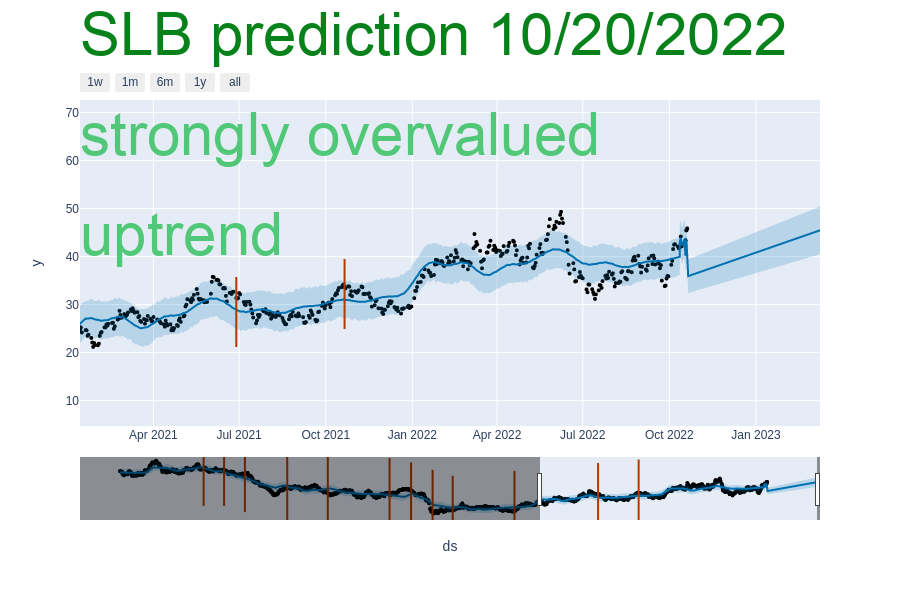 SLB prediction 10/20/2022
1w 1m 6m 1y all
70
strongly overvalued
60
50
uptrend
40
y
30
20
10
Apr 2021 Jul 2021 Oct 2021 Jan 2022 Apr 2022 Jul 2022 Oct 2022 Jan 2023
ds